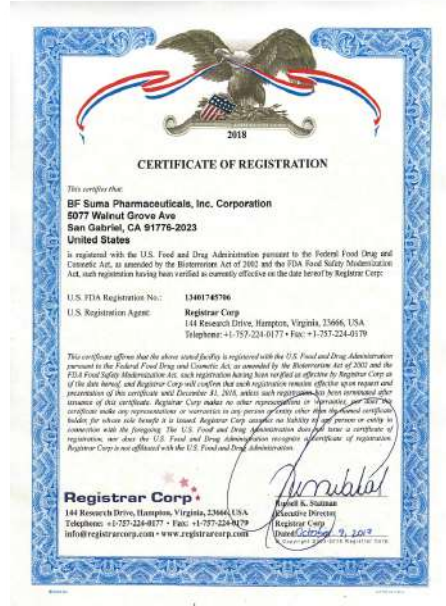 2018
CERTIFICATE OF REGISTRATION
This certifies that:
BF Suma Pharmaceuticals, Inc. Corporation
5077 Walnut Grove Ave
San Gabriel, CA 91776-2023
United States
is registered with the U.S. Food and Drug Administration pursuant to the Federal Food Drug and
Cosmetic Act, as amended by the Bioterrorism Act of 2002 and the FDA Food Safety Modernization
Act, such registration having been verified as currently effective on the date hereof by Registrar Corp:
U.S. FDA Registration No.: 13401745706
U.S. Registration Agent: Registrar Corp
144 Research Drive, Hampton, Virginia, 23666, USA
Telephone: +1-757-224-0177 • Fax: +1-757-224-0179
This certificate affirms that the above stated facility is registered with the U.S. Food and Drug Administration
pursuant to the Federal Food Drug and Cosmetic Act, as amended by the Bioterrorism Act of 2002 and the
FDA Food Safety Modernization Act, such registration having been verified as effective by Registrar Corp as
of the date hereof, and Registrar Corp will confirm that such registration remains effective upon request and
presentation of this certificate until December 31, 2018, unless such registration has been terminated after
issuance of this certificate. Registrar Corp makes no other representations or warranties, nor does this
certificate make any representations or warranties to any person or entity other than the named certificate
holder, for whose sole benefit it is issued. Registrar Corp assumes no liability to any person or entity in
connection with the foregoing. The U.S. Food and Drug Administration does not issue a certificate of
registration, nor does the U.S. Food and Drug Administration recognize a certificate of registration.
Registrar Corp is not affiliated with the U.S. Food and Drug Administration.
Registrar Corp
144 Research Drive, Hampton, Virginia, 23666, USA
Telephone: +1-757-224-0177 • Fax: +1-757-224-0179
info@registrarcorp.com • www.registrarcorp.com
Russell K. Statman
Executive Director
Registrar Corp
Dated: October 9, 2017